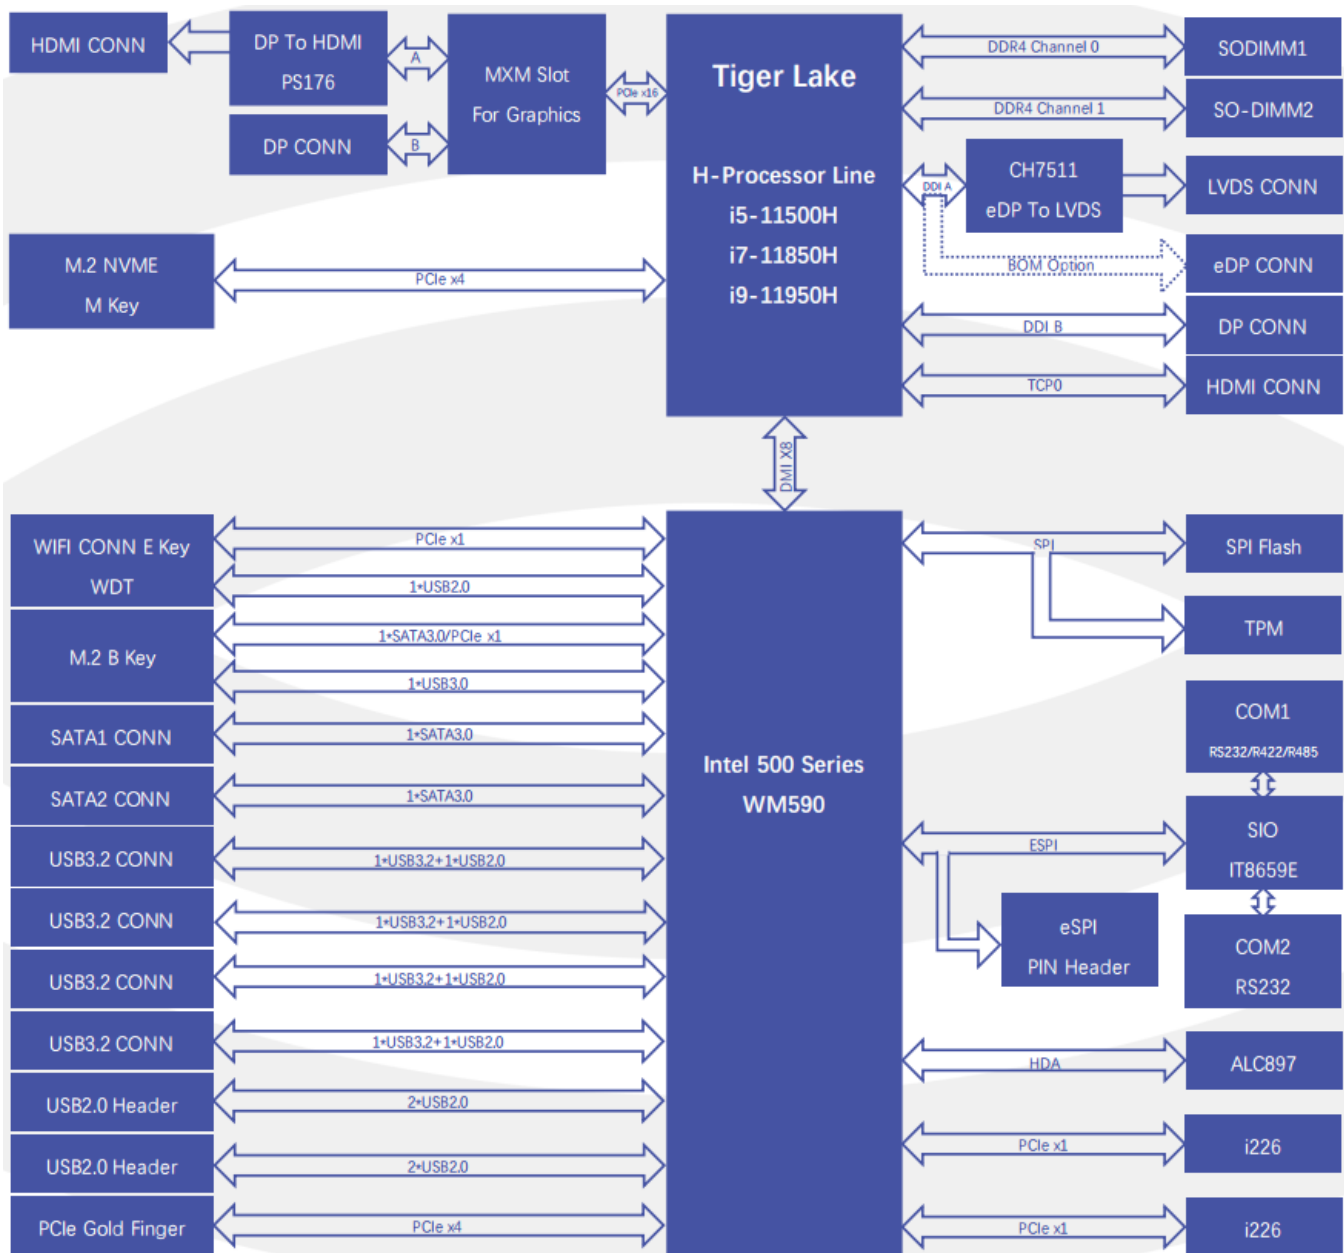 HDMI CONN
DP To HDMI
PS176
A
MXM Slot
For Graphics
DP CONN
B
PCIe x16
Tiger Lake
H-Processor Line
i5-11500H
i7-11850H
i9-11950H
DDR4 Channel 0
SODIMM1
DDR4 Channel 1
SO-DIMM2
DDI A
CH7511
eDP To LVDS
LVDS CONN
BOM Option
eDP CONN
DDI B
DP CONN
TCP0
HDMI CONN
M.2 NVME
M Key
PCIe x4
DMI X8
WIFI CONN E Key
WDT
PCIe x1
1*USB2.0
M.2 B Key
1*SATA3.0/PCIe x1
1*USB3.0
SATA1 CONN
1*SATA3.0
SATA2 CONN
1*SATA3.0
USB3.2 CONN
1*USB3.2+1*USB2.0
USB3.2 CONN
1*USB3.2+1*USB2.0
USB3.2 CONN
1*USB3.2+1*USB2.0
USB3.2 CONN
1*USB3.2+1*USB2.0
USB2.0 Header
2*USB2.0
USB2.0 Header
2*USB2.0
PCIe Gold Finger
PCIe x4
Intel 500 Series
WM590
SPI
SPI Flash
TPM
COM1
RS232/R422/R485
ESPI
SIO
IT8659E
eSPI
PIN Header
COM2
RS232
HDA
ALC897
PCIe x1
i226
PCIe x1
i226